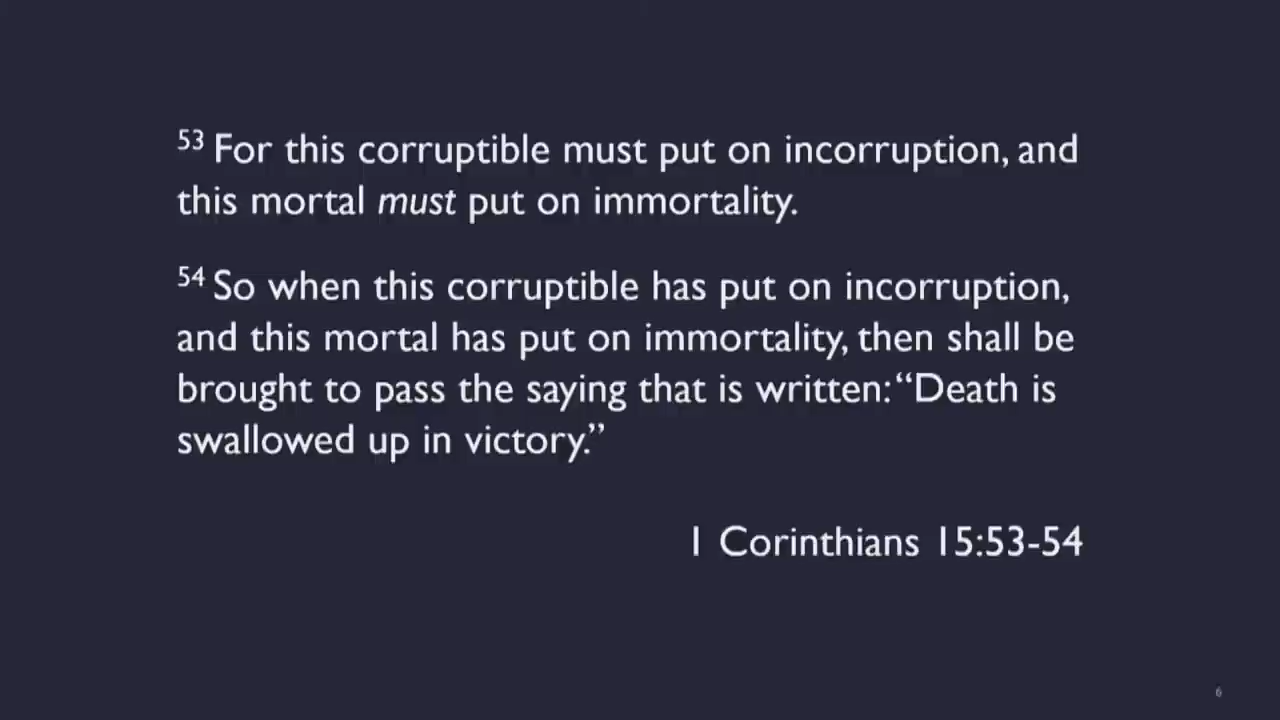 53 For this corruptible must put on incorruption, and
this mortal must put on immortality.
54 So when this corruptible has put on incorruption,
and this mortal has put on immortality, then shall be
brought to pass the saying that is written: “Death is
swallowed up in victory.”
1 Corinthians 15:53-54
6